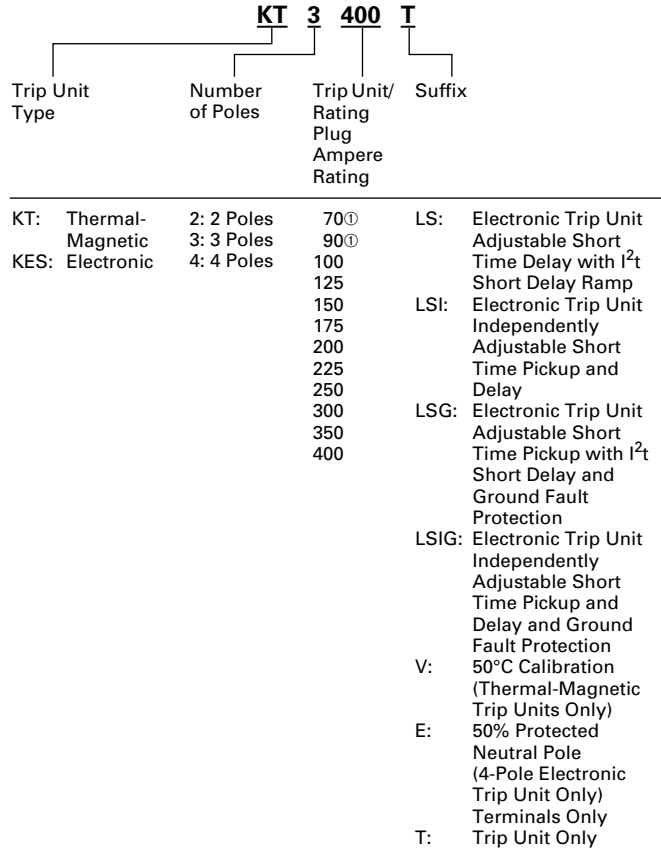 KT 3 400 T
Trip Unit
Type
Number
of Poles
Trip Unit/
Rating
Plug
Ampere
Rating
Suffix
KT: Thermal-
Magnetic
KES: Electronic
2: 2 Poles
3: 3 Poles
4: 4 Poles
70①
90①
100
125
150
175
200
225
250
300
350
400
LS: Electronic Trip Unit
Adjustable Short
Time Delay with I²t
Short Delay Ramp
LSI: Electronic Trip Unit
Independently
Adjustable Short
Time Pickup and
Delay
LSG: Electronic Trip Unit
Adjustable Short
Time Pickup with I²t
Short Delay and
Ground Fault
Protection
LSIG: Electronic Trip Unit
Independently
Adjustable Short
Time Pickup and
Delay and Ground
Fault Protection
V: 50°C Calibration
(Thermal-Magnetic
Trip Units Only)
E: 50% Protected
Neutral Pole
(4-Pole Electronic
Trip Unit Only)
Terminals Only
T: Trip Unit Only